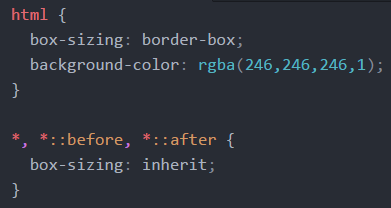 html {
  box-sizing: border-box;
  background-color: rgba(246,246,246,1);
}

*, *::before, *::after {
  box-sizing: inherit;
}